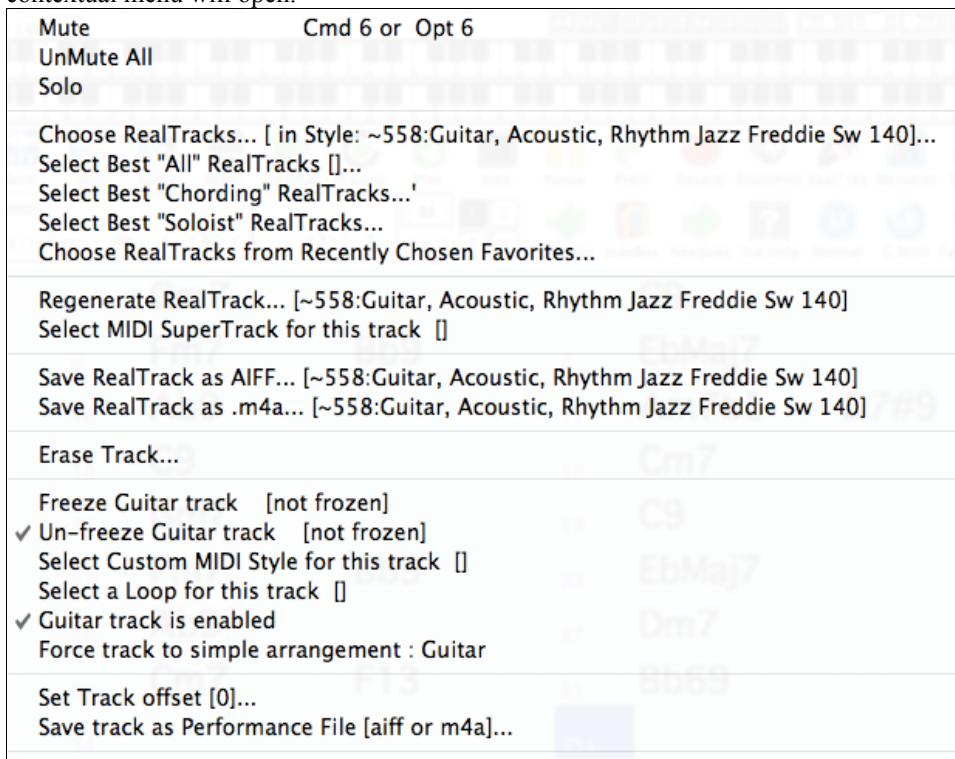 contextual menu will open.
Mute Cmd 6 or Opt 6
UnMute All
Solo
Choose RealTracks... [ in Style: ~558:Guitar, Acoustic, Rhythm Jazz Freddie Sw 140]...
Select Best "All" RealTracks []...
Select Best "Chording" RealTracks...'
Select Best "Soloist" RealTracks...
Choose RealTracks from Recently Chosen Favorites...
Regenerate RealTrack... [~558:Guitar, Acoustic, Rhythm Jazz Freddie Sw 140]
Select MIDI SuperTrack for this track []
Save RealTrack as AIFF... [~558:Guitar, Acoustic, Rhythm Jazz Freddie Sw 140]
Save RealTrack as .m4a... [~558:Guitar, Acoustic, Rhythm Jazz Freddie Sw 140]
Erase Track...
Freeze Guitar track [not frozen]
✓ Un-freeze Guitar track [not frozen]
Select Custom MIDI Style for this track []
Select a Loop for this track []
✓ Guitar track is enabled
Force track to simple arrangement : Guitar
Set Track offset [0]...
Save track as Performance File [aiff or m4a]...